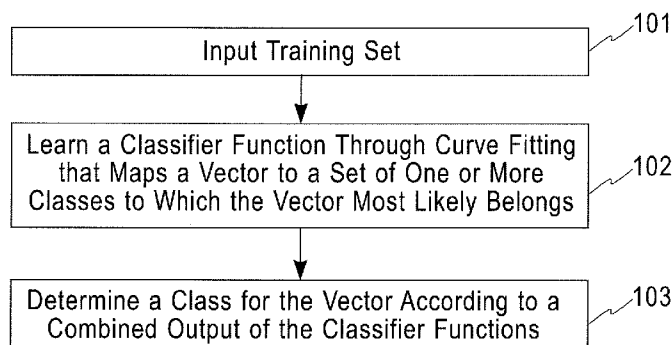 101
Input Training Set
Learn a Classifier Function Through Curve Fitting
that Maps a Vector to a Set of One or More
Classes to Which the Vector Most Likely Belongs
102
Determine a Class for the Vector According to a
Combined Output of the Classifier Functions
103